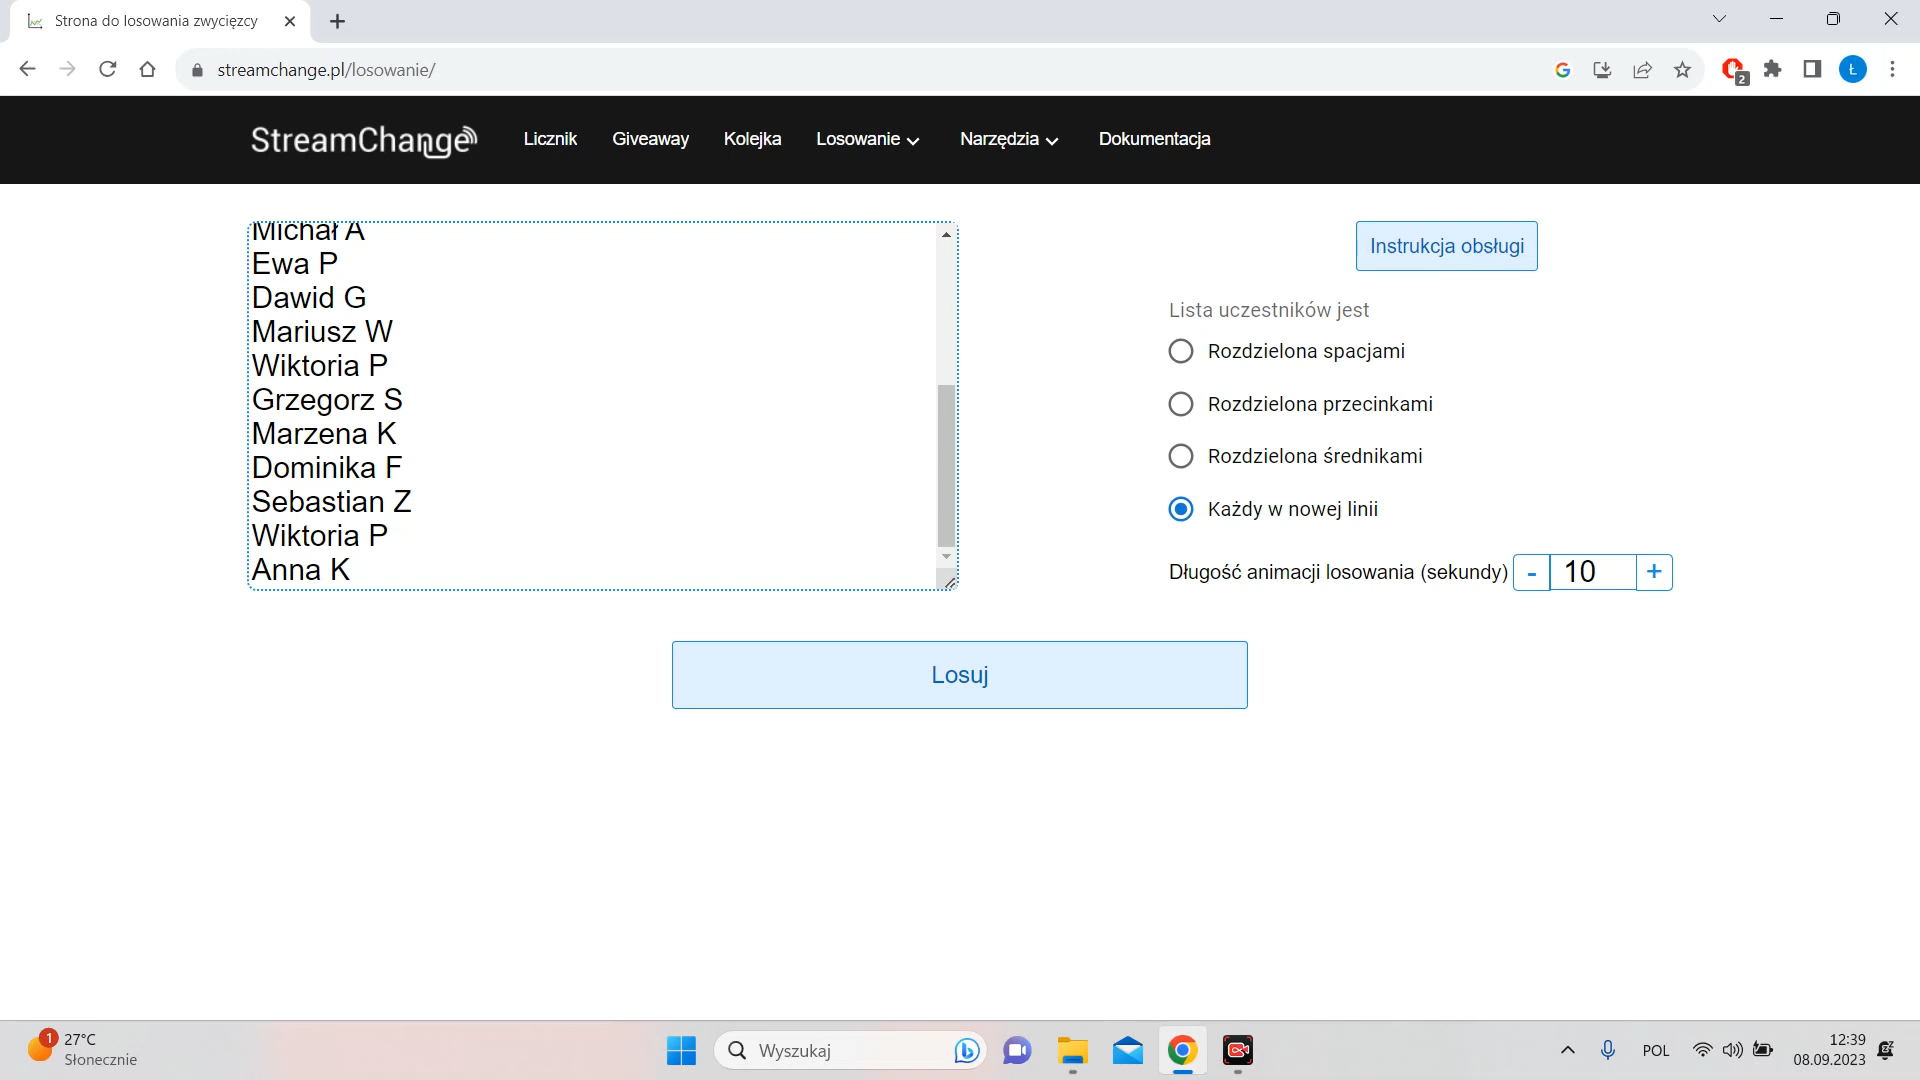 Strona do losowania zwycięzcy
streamchange.pl/losowanie/
2
Ł
StreamChange
Licznik
Giveaway
Kolejka
Losowanie
Narzędzia
Dokumentacja
Michał A
Ewa P
Dawid G
Mariusz W
Wiktoria P
Grzegorz S
Marzena K
Dominika F
Sebastian Z
Wiktoria P
Anna K
Instrukcja obsługi
Lista uczestników jest
Rozdzielona spacjami
Rozdzielona przecinkami
Rozdzielona średnikami
Każdy w nowej linii
Długość animacji losowania (sekundy) - 10 +
Losuj
1
27°C
Słonecznie
Wyszukaj
POL
12:39
08.09.2023